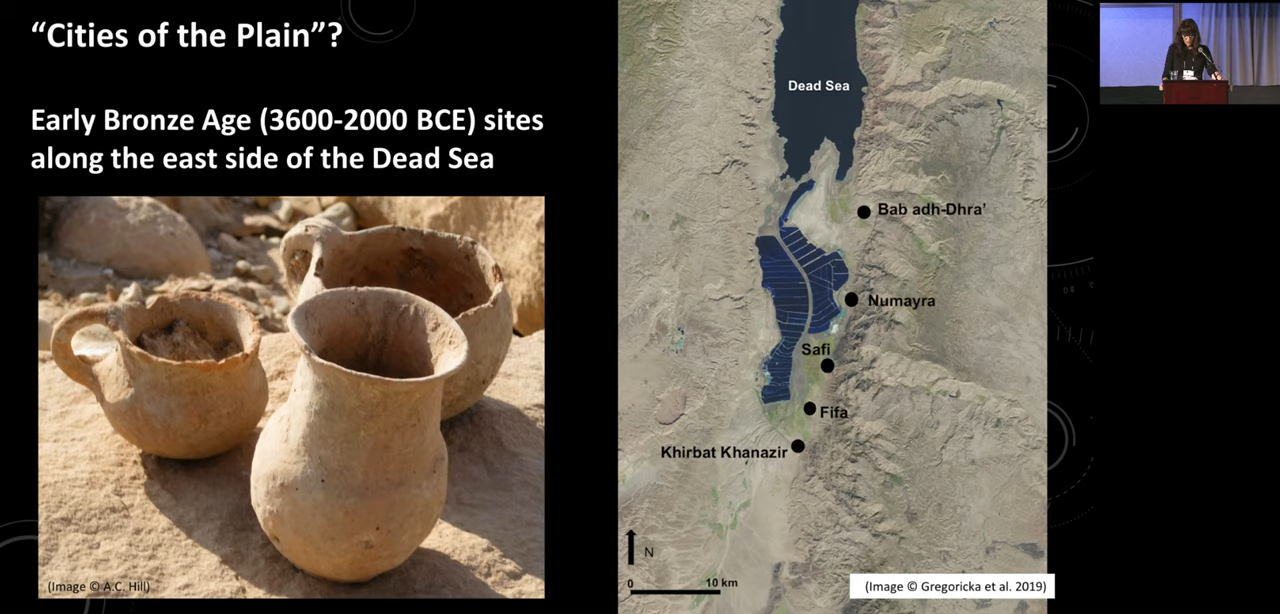 “Cities of the Plain”?
Early Bronze Age (3600-2000 BCE) sites
along the east side of the Dead Sea
(Image © A.C. Hill)
Dead Sea
Bab adh-Dhra’
Numayra
Safi
Fifa
Khirbat Khanazir
N
0 10 km
(Image © Gregoricka et al. 2019)